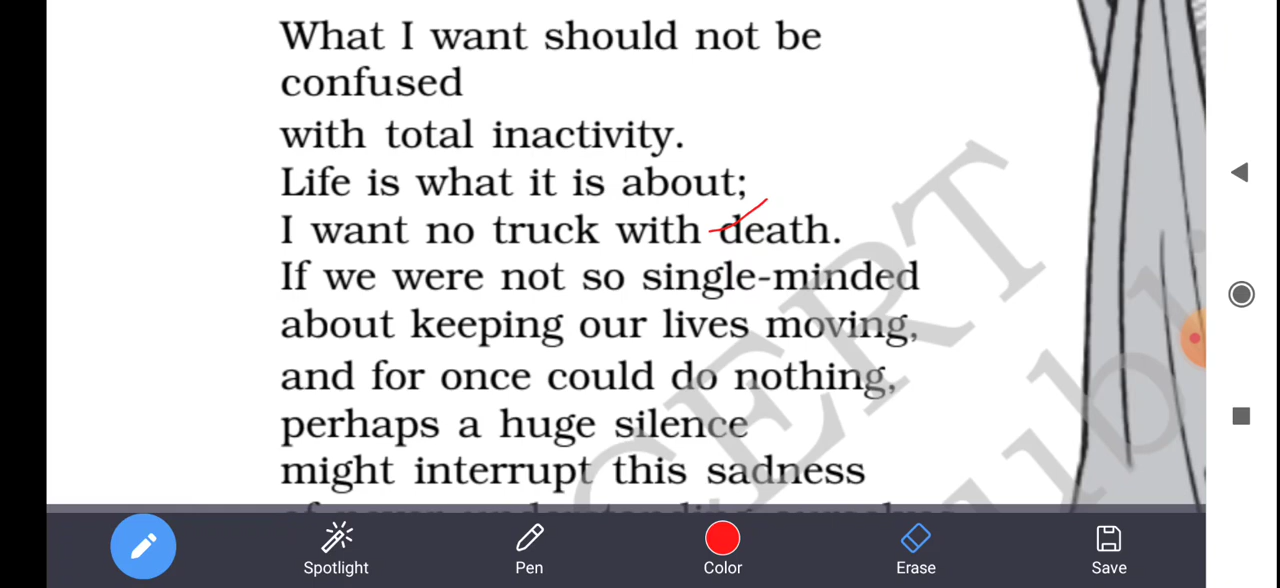 What I want should not be
confused
with total inactivity.
Life is what it is about;
I want no truck with death.
If we were not so single-minded
about keeping our lives moving,
and for once could do nothing,
perhaps a huge silence
might interrupt this sadness
CERT
Spotlight
Pen
Color
Erase
Save